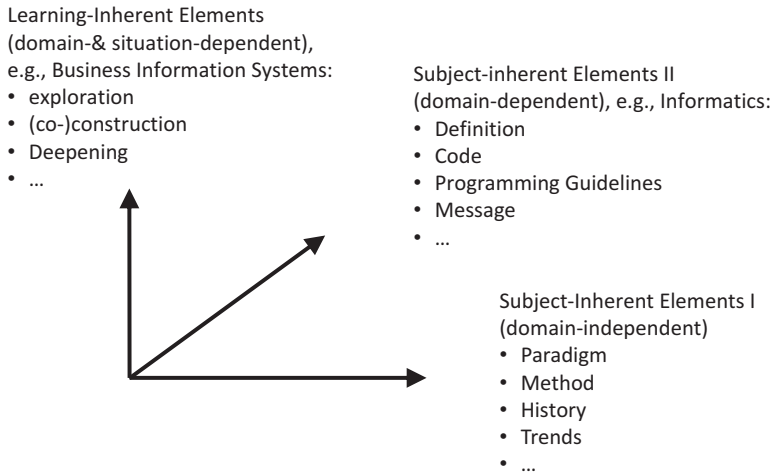 Learning-Inherent Elements
(domain-& situation-dependent),
e.g., Business Information Systems:
• exploration
• (co-)construction
• Deepening
• ...
Subject-inherent Elements II
(domain-dependent), e.g., Informatics:
• Definition
• Code
• Programming Guidelines
• Message
• ...
Subject-Inherent Elements I
(domain-independent)
• Paradigm
• Method
• History
• Trends
• ...